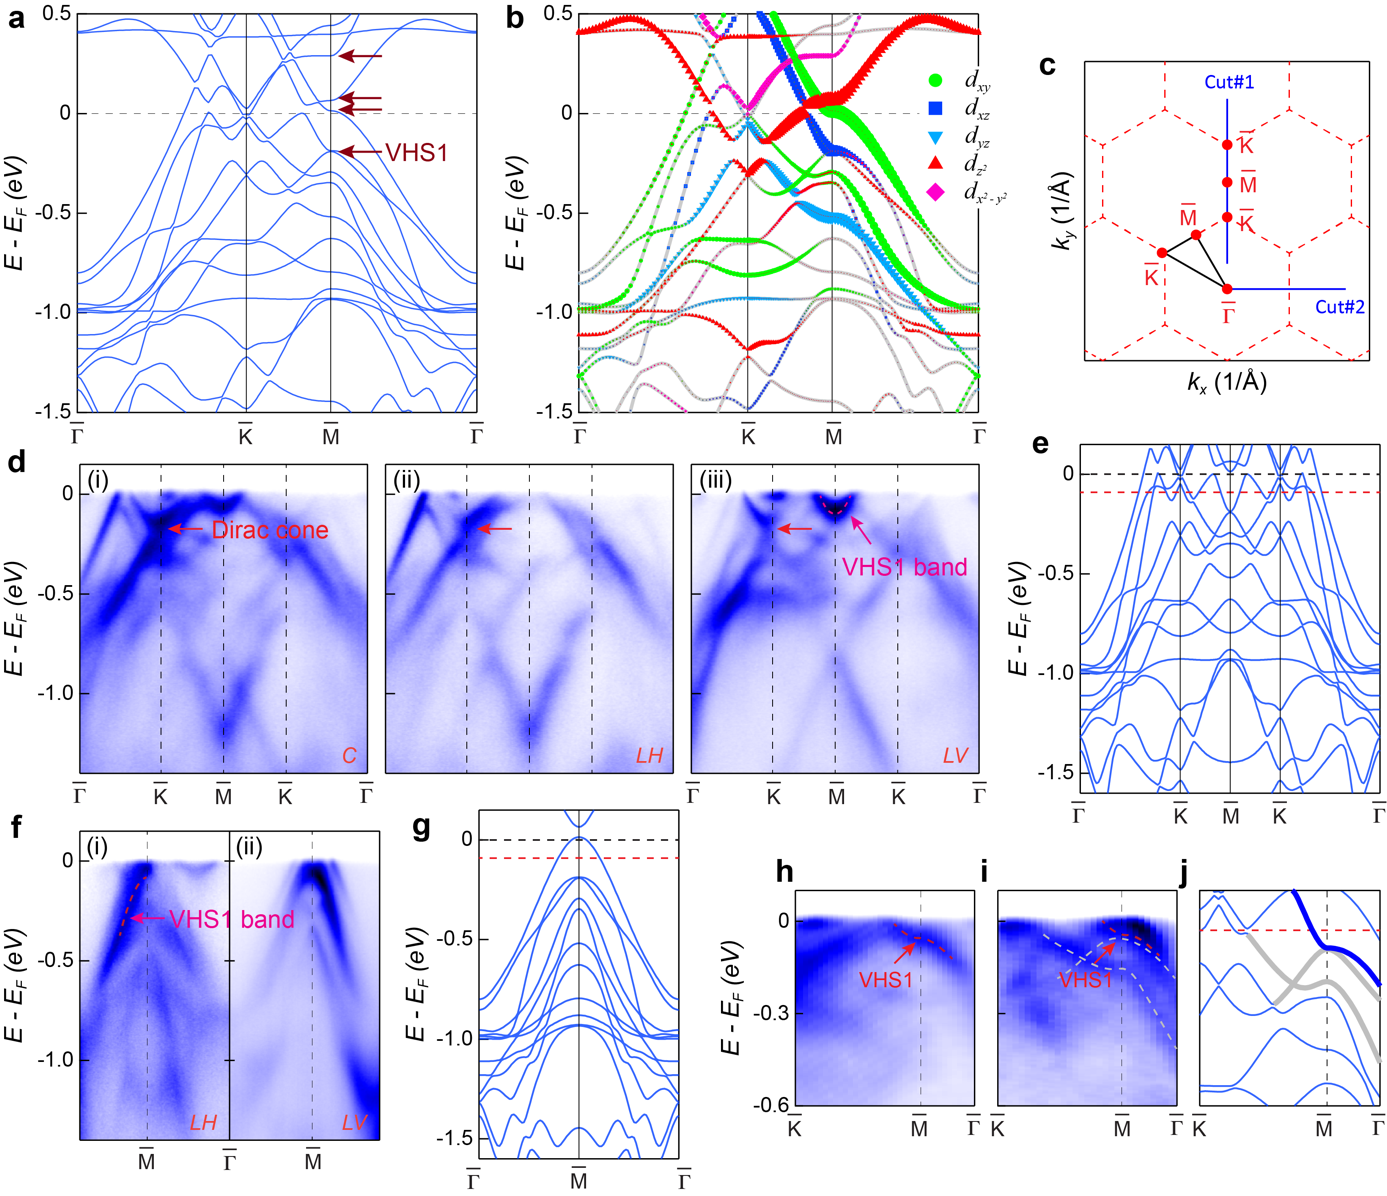 a
0.5
0
-0.5
-1.0
-1.5
E - E_F (eV)
VHS1
Γ̅ K̅ M̅ Γ̅
b
0.5
0
-0.5
-1.0
-1.5
E - E_F (eV)
d_xy
d_xz
d_yz
d_z²
d_x²-y²
Γ̅ K̅ M̅ Γ̅
c
Cut#1
K̅
M̅
M̅ K̅
K̅
Γ̅
Cut#2
k_y (1/Å)
k_x (1/Å)
d
(i) (ii) (iii)
0
-0.5
-1.0
E - E_F (eV)
Dirac cone
VHS1 band
C LH LV
Γ̅ K̅ M̅ K̅ Γ̅ K̅ M̅ K̅ Γ̅
e
0
-0.5
-1.0
-1.5
E - E_F (eV)
Γ̅ K̅ M̅ K̅ Γ̅
f
(i) (ii)
0
-0.5
-1.0
E - E_F (eV)
VHS1 band
LH LV
M̅ Γ̅ M̅
g
0
-0.5
-1.0
-1.5
Γ̅ M̅ Γ̅
h
0
-0.3
-0.6
E - E_F (eV)
VHS1
K̅ M̅ Γ̅
i
VHS1
K̅ M̅ Γ̅
j
K̅ M̅ Γ̅